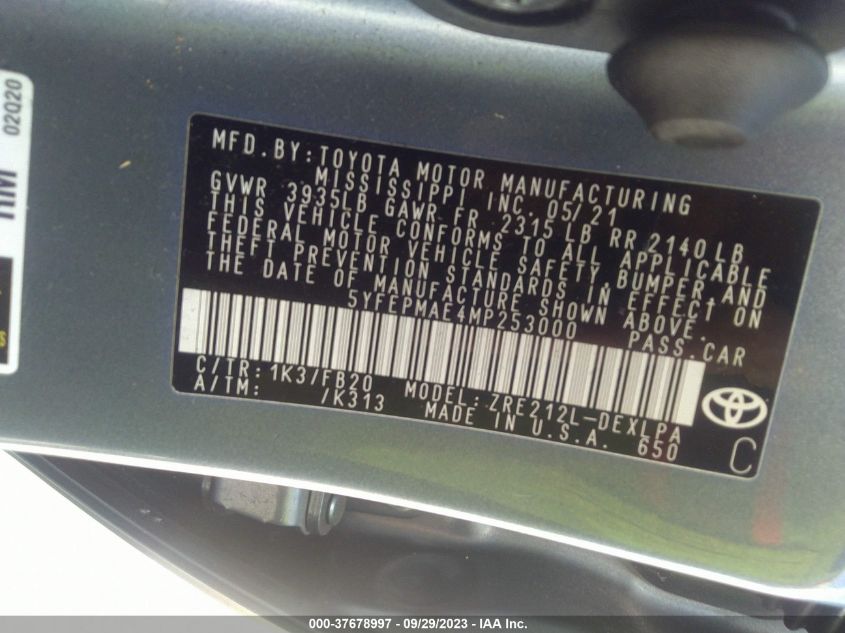 MFD.BY:TOYOTA MOTOR MANUFACTURING
MISSISSIPPI INC. 05/21
GVWR 3935LB GAWR FR 2315 LB RR 2140 LB
THIS VEHICLE CONFORMS TO ALL APPLICABLE
FEDERAL MOTOR VEHICLE SAFETY, BUMPER, AND
THEFT PREVENTION STANDARDS IN EFFECT ON
THE DATE OF MANUFACTURE SHOWN ABOVE.
5YFEPMAE4MP253000 PASS.CAR
C/TR: 1K3/FB20 MODEL: ZRE212L-DEXLPA
A/TM: /K313 MADE IN U.S.A. 650
C
02Q20
000-37678997 - 09/29/2023 - IAA Inc.